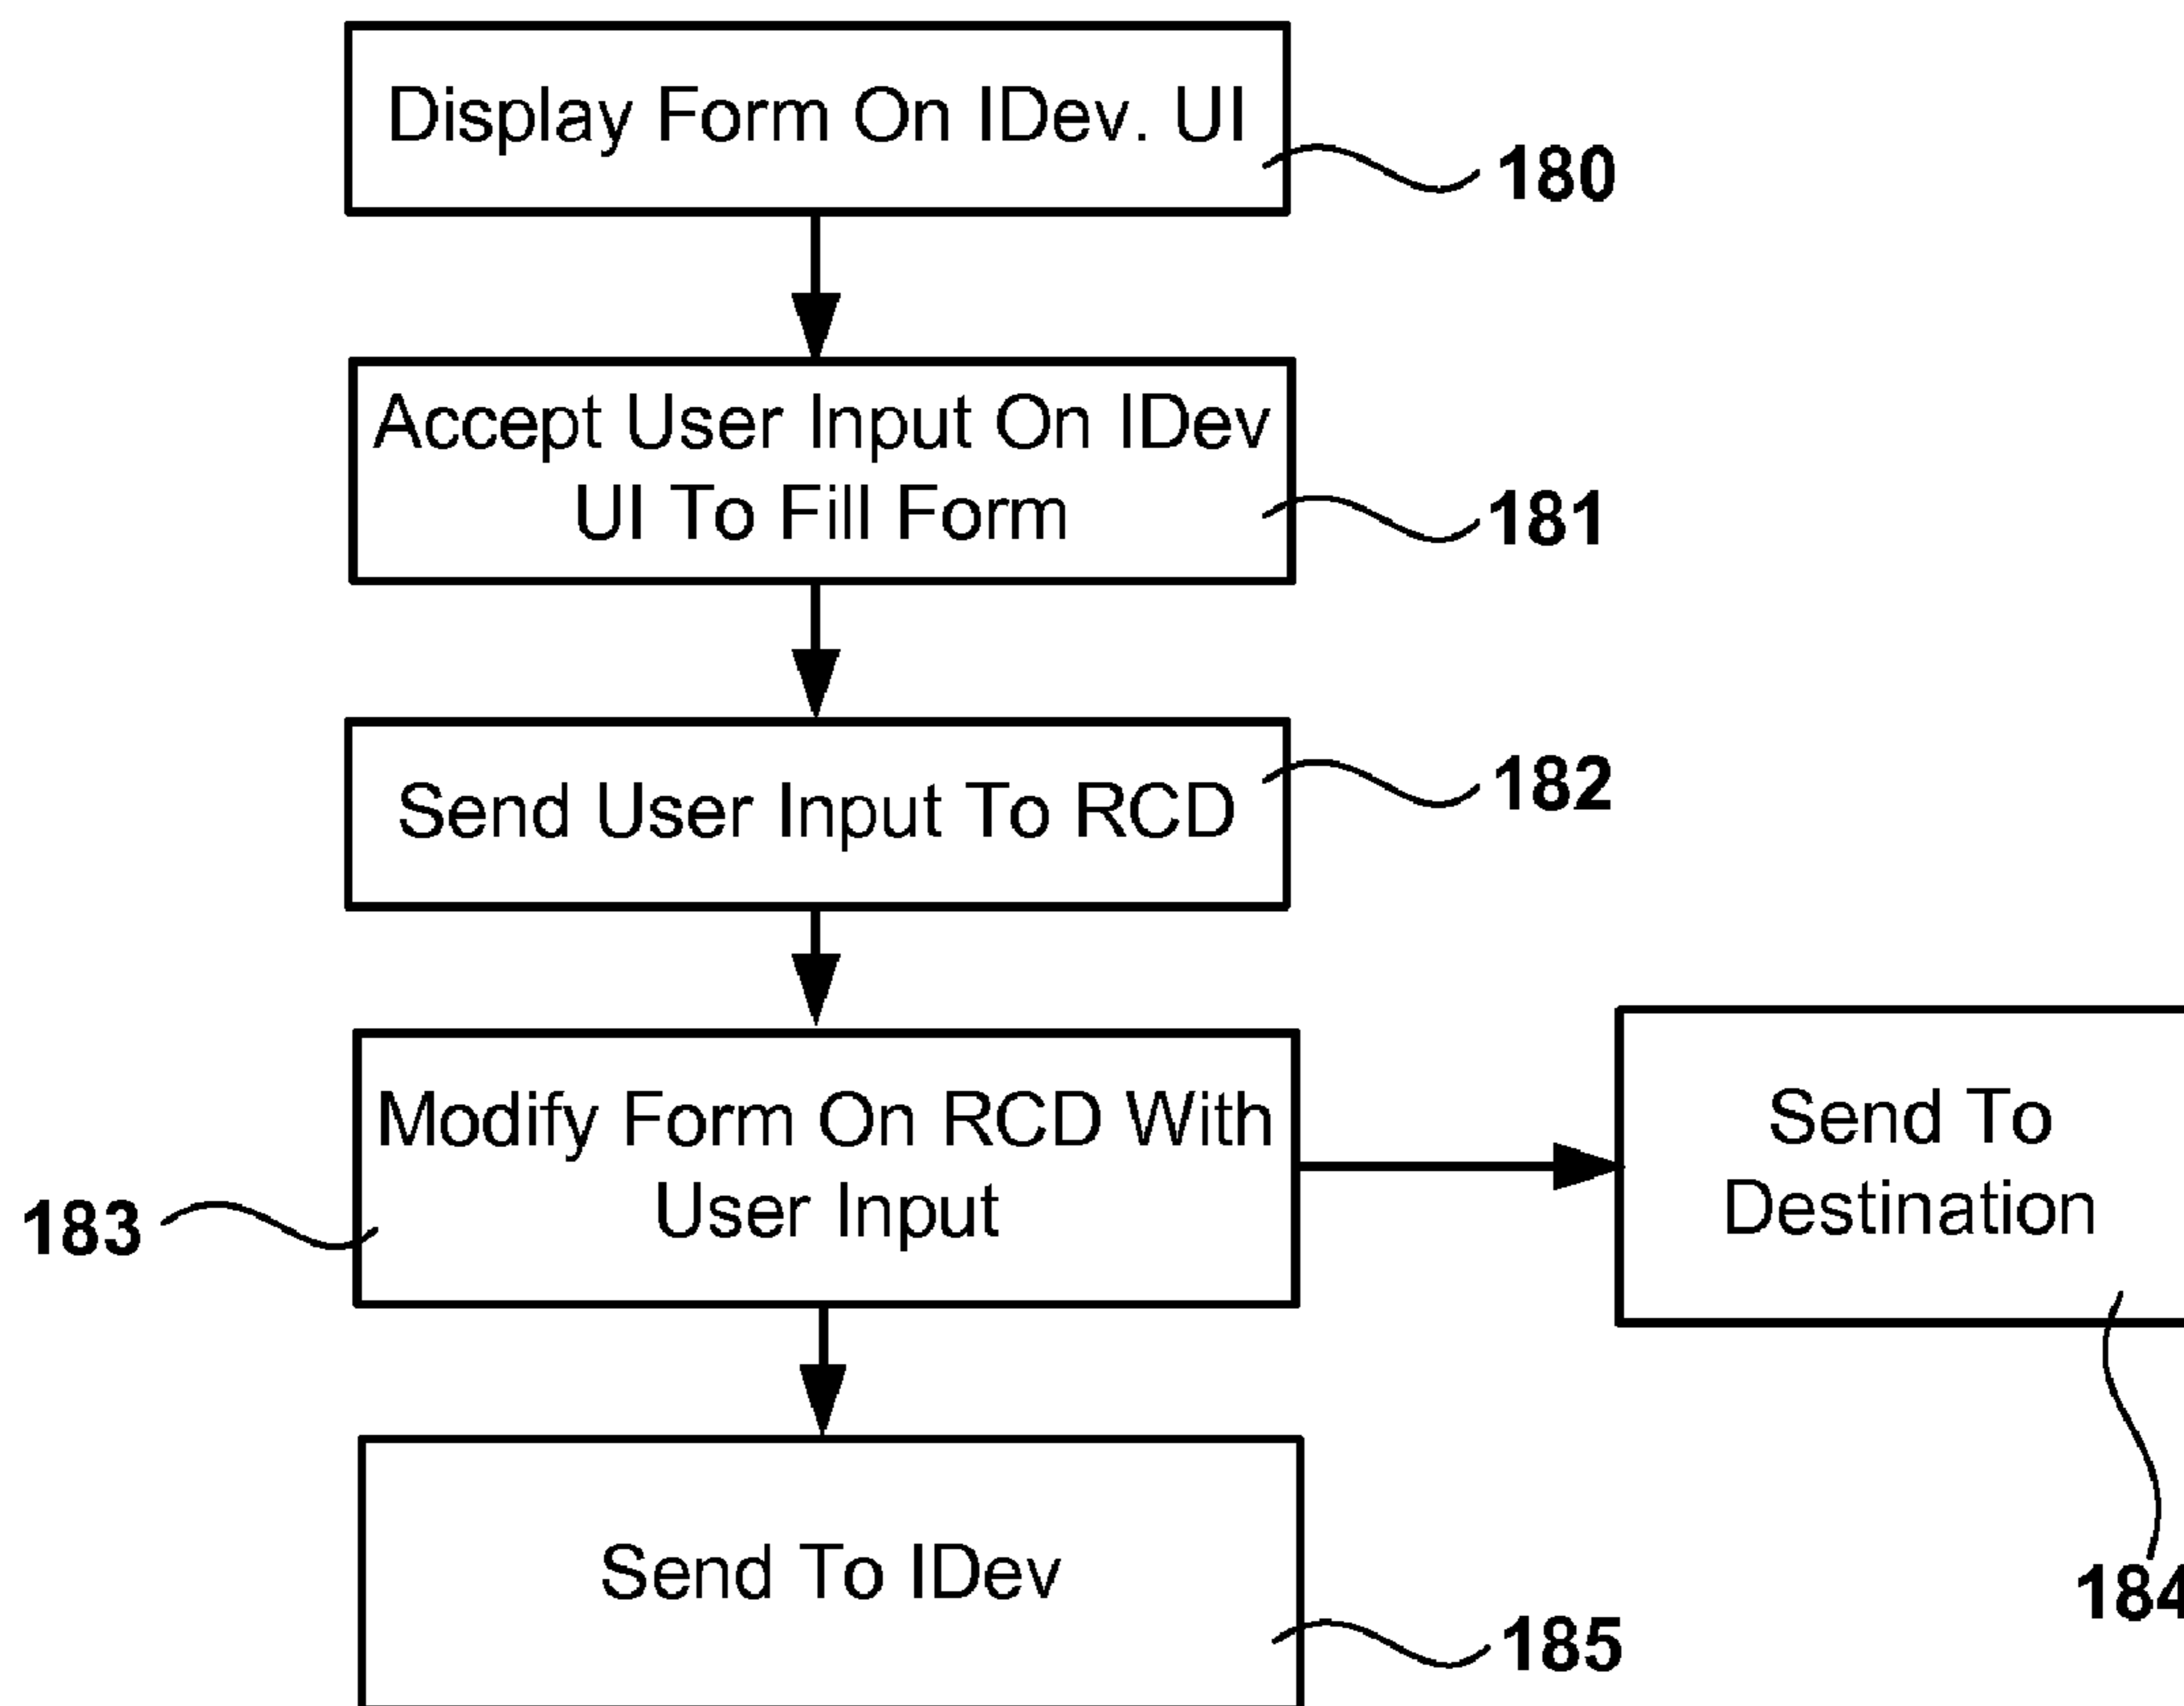 Display Form On IDev. UI
180
Accept User Input On IDev
UI To Fill Form
181
Send User Input To RCD
182
Modify Form On RCD With
User Input
183
Send To
Destination
184
Send To IDev
185